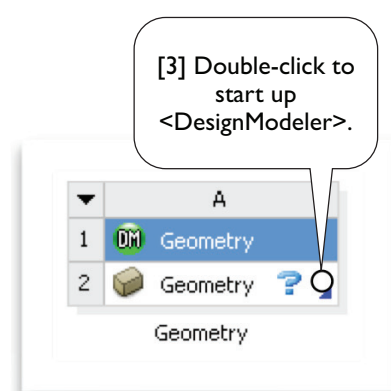 [3] Double-click to
start up
<DesignModeler>.
A
1 DM Geometry
2 Geometry ?
Geometry